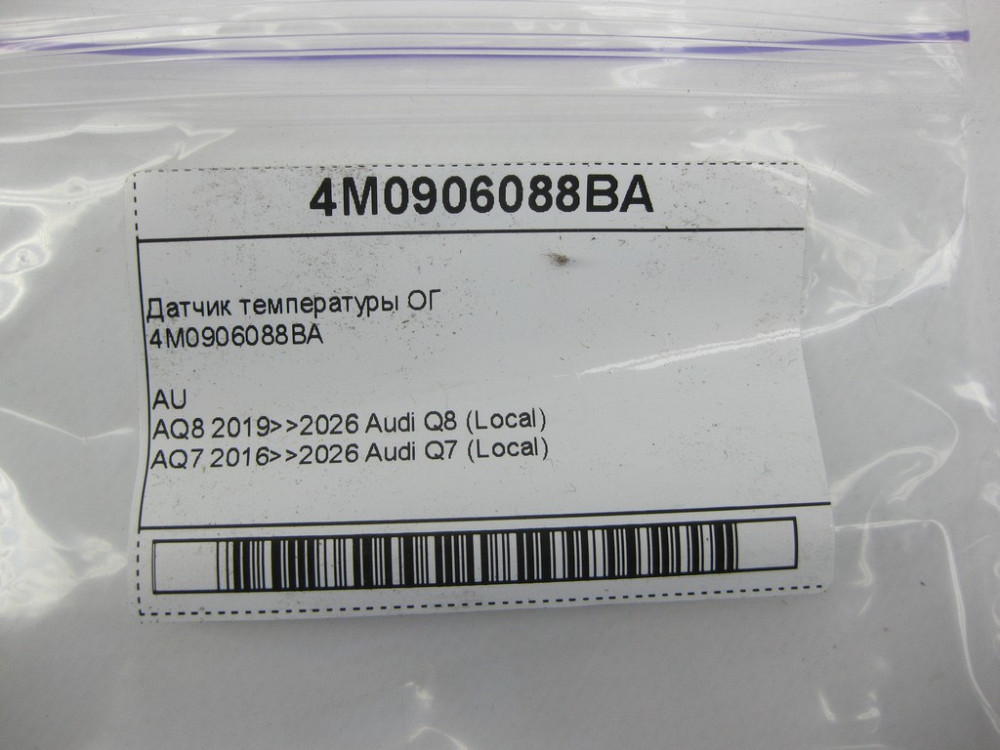 4M0906088BA
Датчик температуры ОГ
4M0906088BA
AU
AQ8 2019>>2026 Audi Q8 (Local)
AQ7 2016>>2026 Audi Q7 (Local)